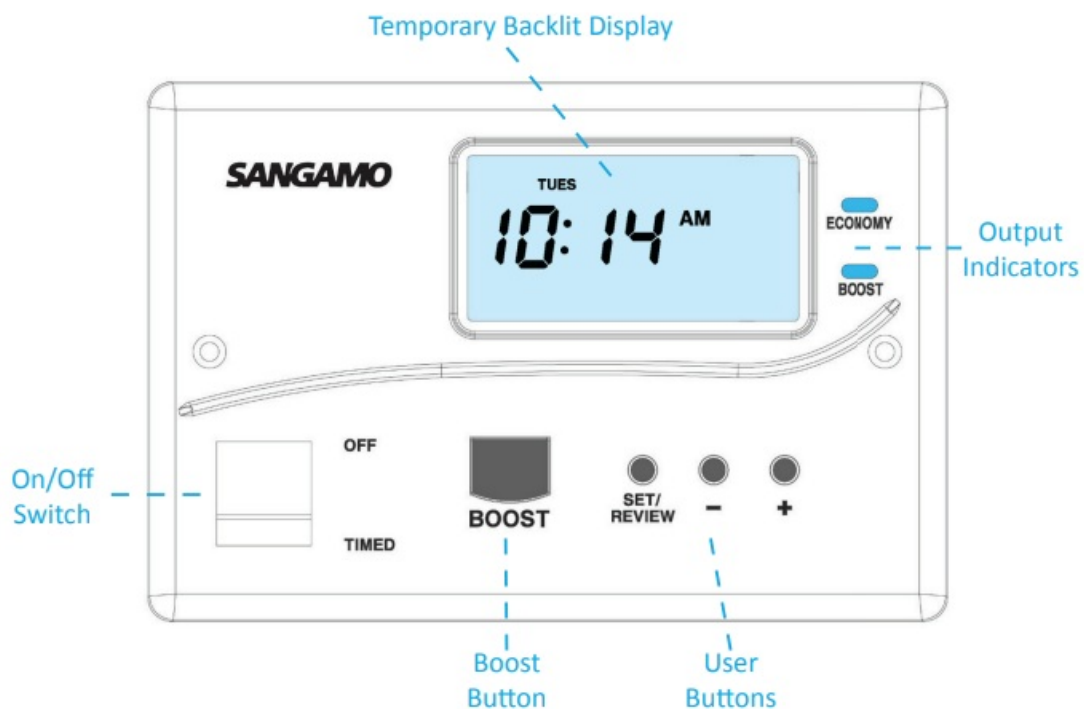 Temporary Backlit Display
SANGAMO
TUES
10:14 AM
ECONOMY
BOOST
Output
Indicators
On/Off
Switch
OFF
TIMED
BOOST
SET/
REVIEW
-
+
Boost
Button
User
Buttons